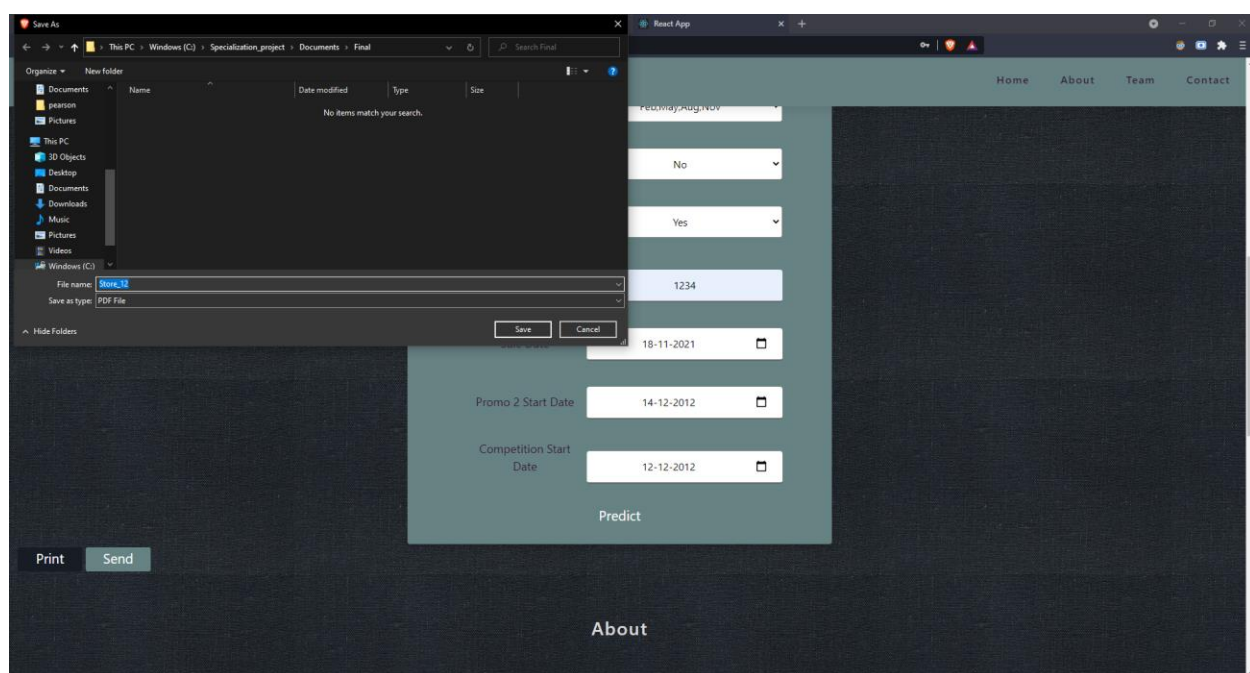 Save As
React App
This PC > Windows (C:) > Specialization_project > Documents > Final
Search Final
Organize
New folder
Home
About
Team
Contact
Documents
Name
Date modified
Type
Size
pearson
No items match your search.
Feb,May,Aug,Nov
Pictures
This PC
3D Objects
No
Desktop
Documents
Downloads
Music
Yes
Pictures
Videos
Windows (C:)
File name: Store_12
1234
Save as type: PDF File
Hide Folders
Save
Cancel
18-11-2021
Promo 2 Start Date
14-12-2012
Competition Start
Date
12-12-2012
Predict
Print
Send
About